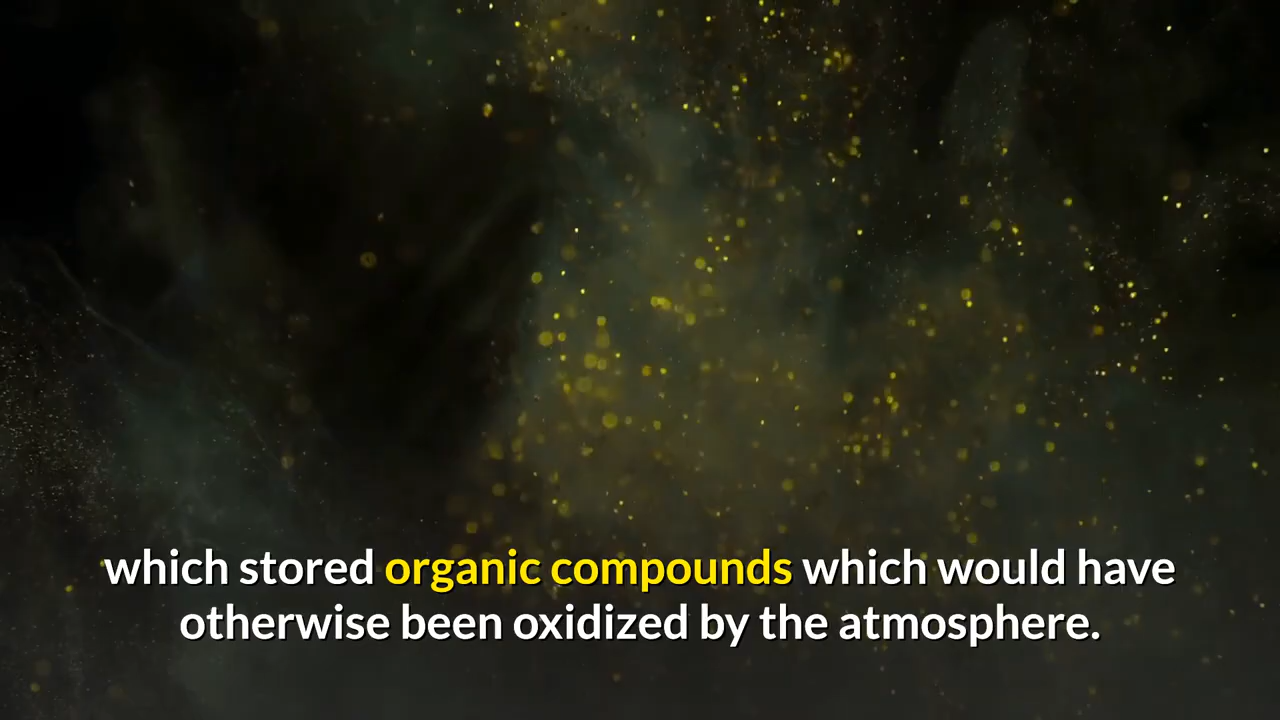 which stored organic compounds which would have
otherwise been oxidized by the atmosphere.